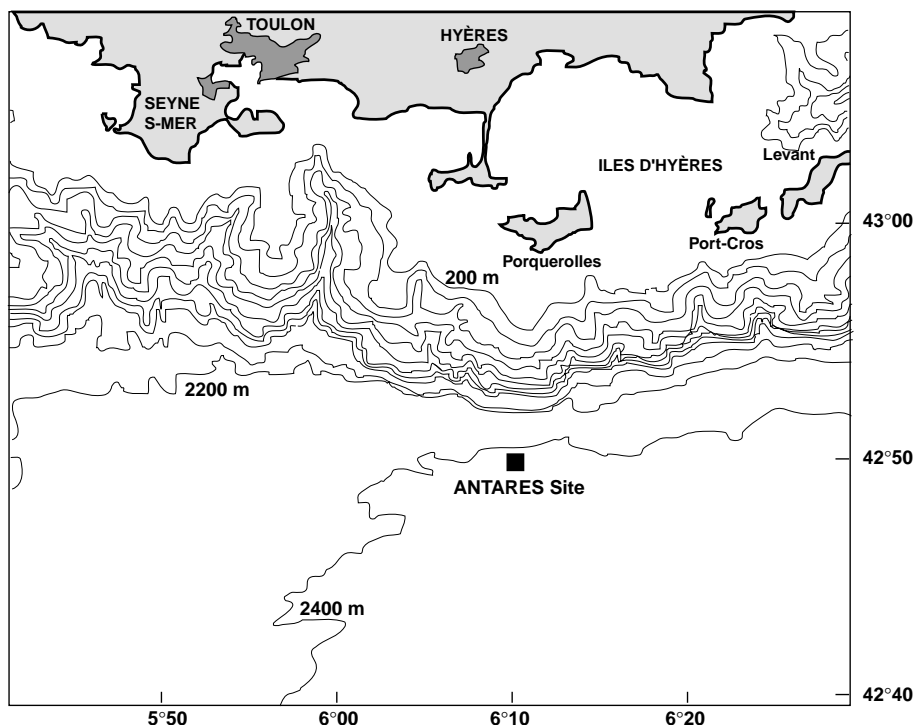 TOULON
HYÈRES
SEYNE
S-MER
Levant
ILES D'HYÈRES
43°00
Port-Cros
Porquerolles
200 m
2200 m
42°50
ANTARES Site
2400 m
42°40
5°50
6°00
6°10
6°20